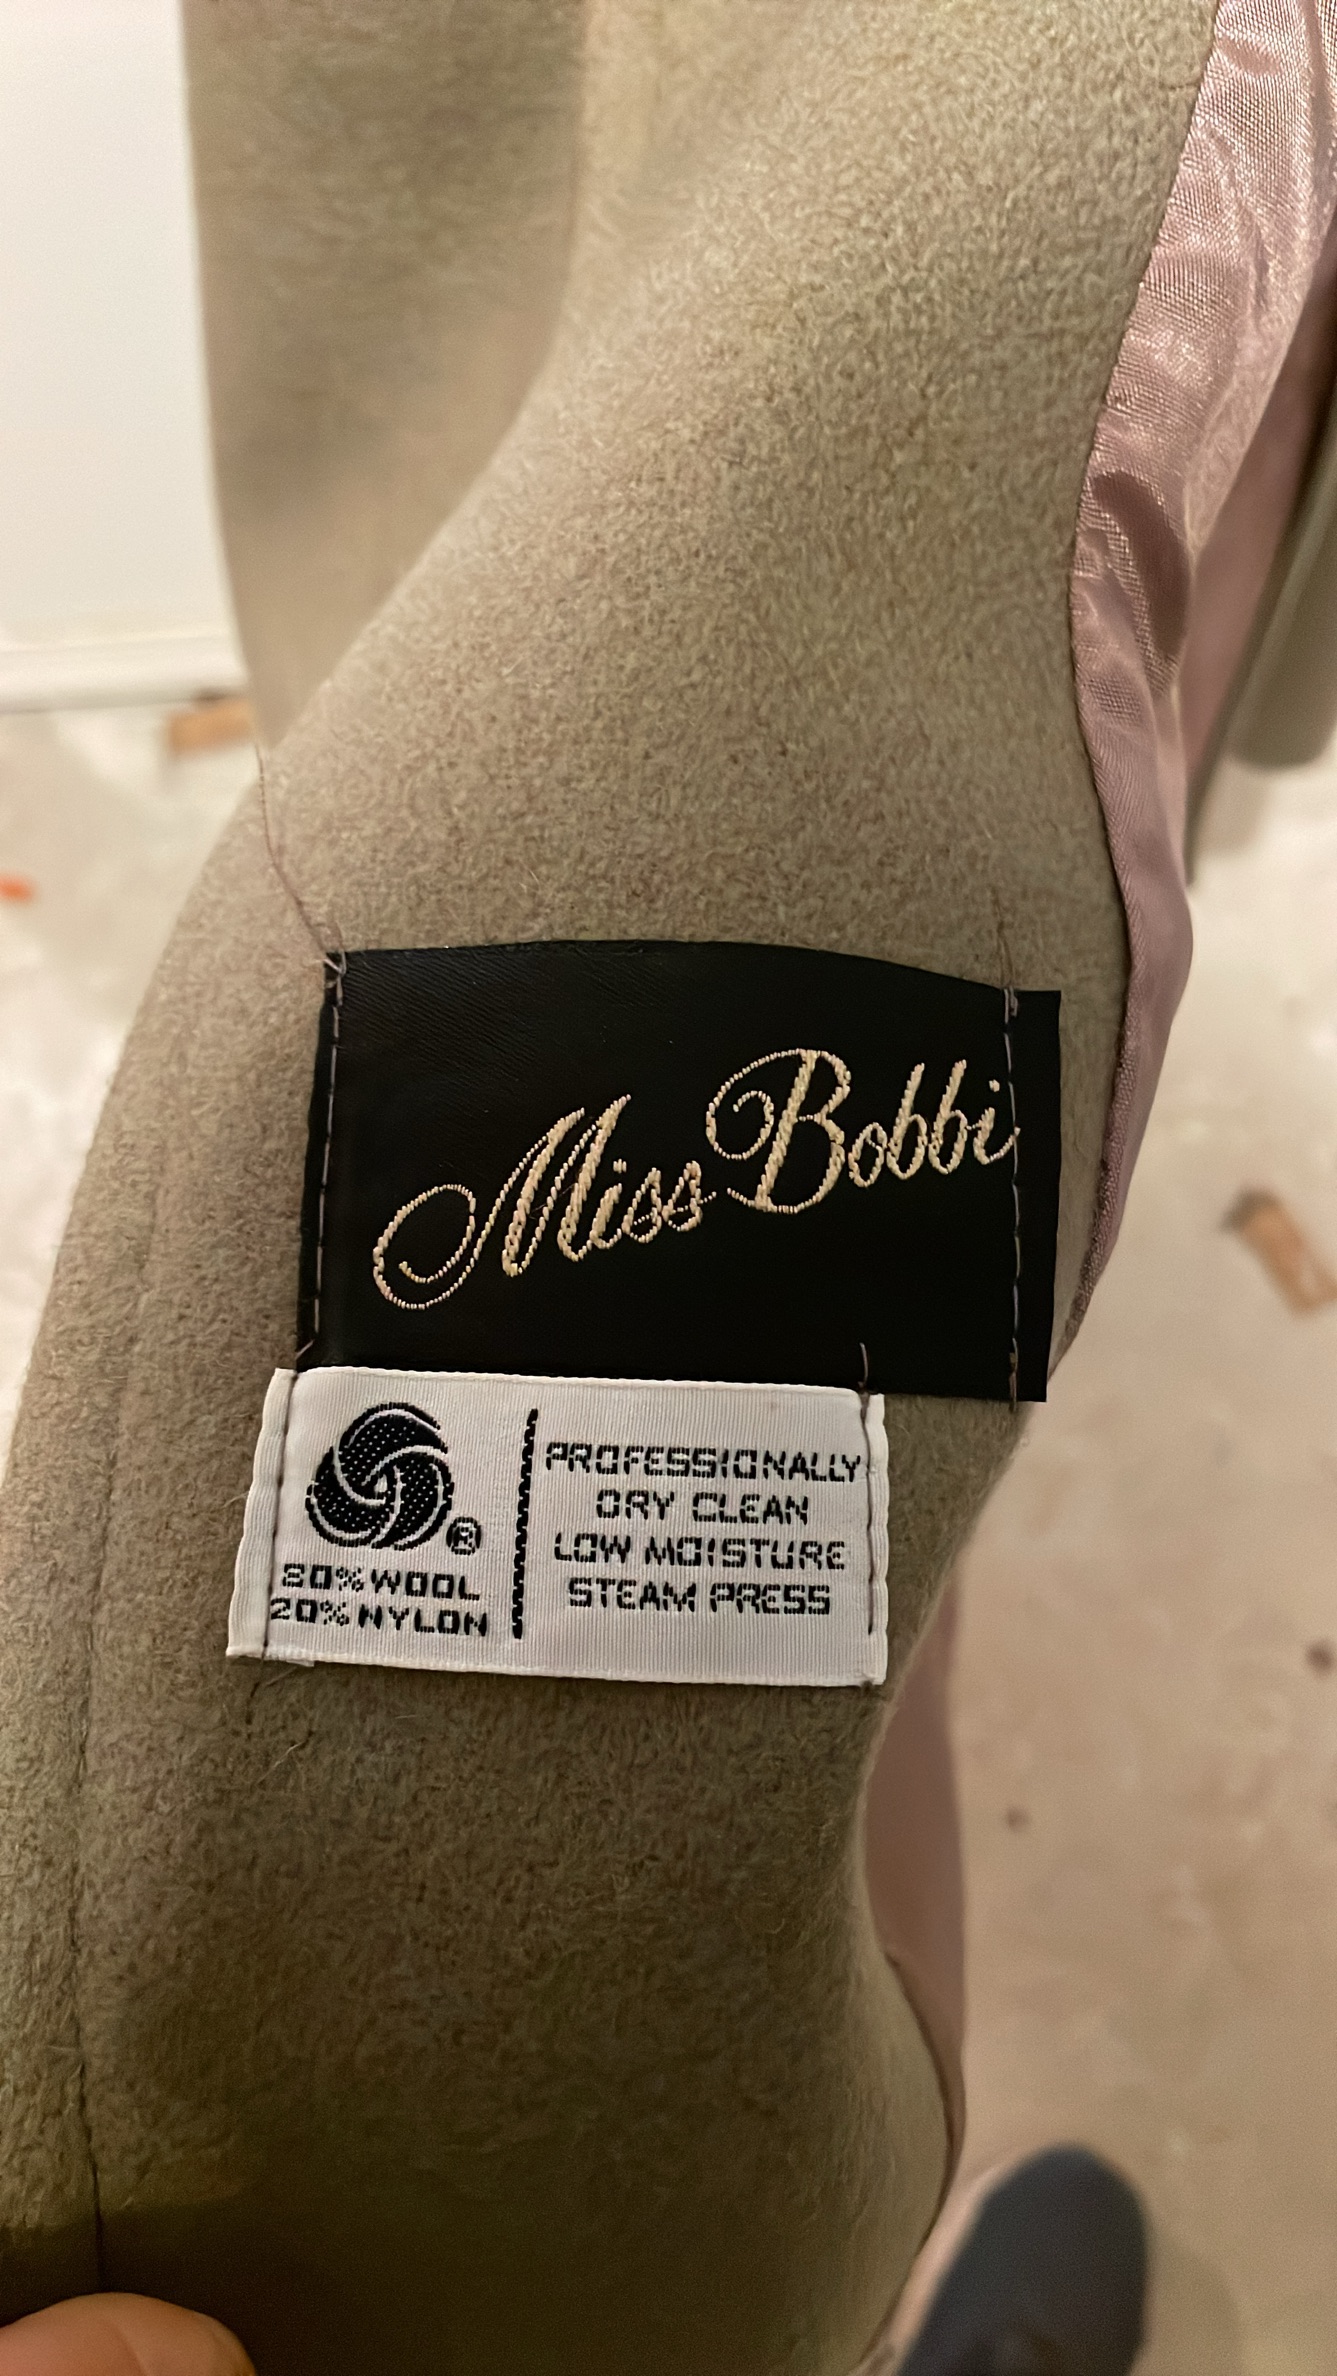 Miss Bobbi
®
80% WOOL
20% NYLON
PROFESSIONALLY
DRY CLEAN
LOW MOISTURE
STEAM PRESS